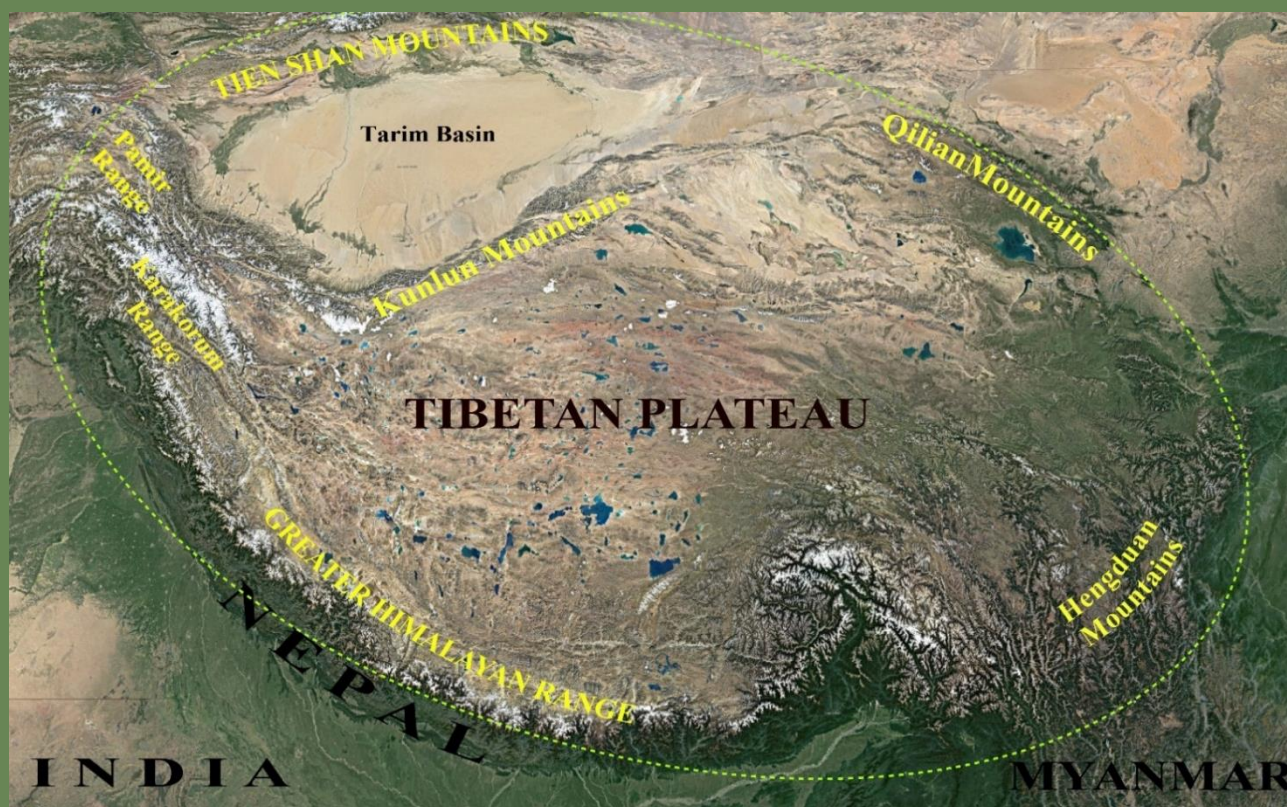 TIEN SHAN MOUNTAINS
Tarim Basin
Pamir
Range
QilianMountains
Kunlun Mountains
Karakorum
Range
TIBETAN PLATEAU
GREATER HIMALAYAN RANGE
Hengduan
Mountains
NEPAL
INDIA
MYANMAR